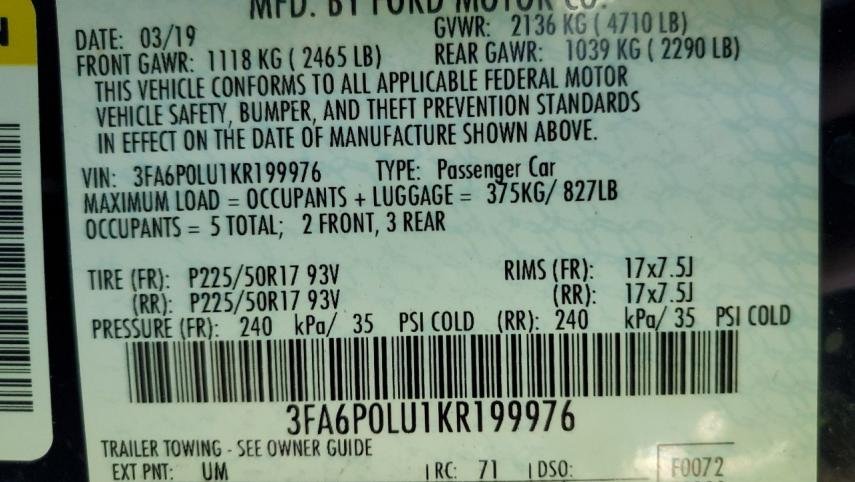 MFD. BY FORD MOTOR CO.
DATE: 03/19 GVWR: 2136 KG ( 4710 LB)
FRONT GAWR: 1118 KG ( 2465 LB) REAR GAWR: 1039 KG ( 2290 LB)
THIS VEHICLE CONFORMS TO ALL APPLICABLE FEDERAL MOTOR
VEHICLE SAFETY, BUMPER, AND THEFT PREVENTION STANDARDS
IN EFFECT ON THE DATE OF MANUFACTURE SHOWN ABOVE.
VIN: 3FA6P0LU1KR199976 TYPE: Passenger Car
MAXIMUM LOAD = OCCUPANTS + LUGGAGE = 375KG/ 827LB
OCCUPANTS = 5 TOTAL; 2 FRONT, 3 REAR
TIRE (FR): P225/50R17 93V RIMS (FR): 17x7.5J
(RR): P225/50R17 93V (RR): 17x7.5J
PRESSURE (FR): 240 kPa/ 35 PSI COLD (RR): 240 kPa/ 35 PSI COLD
3FA6P0LU1KR199976
TRAILER TOWING - SEE OWNER GUIDE
EXT PNT: UM RC: 71 DSO: F0072